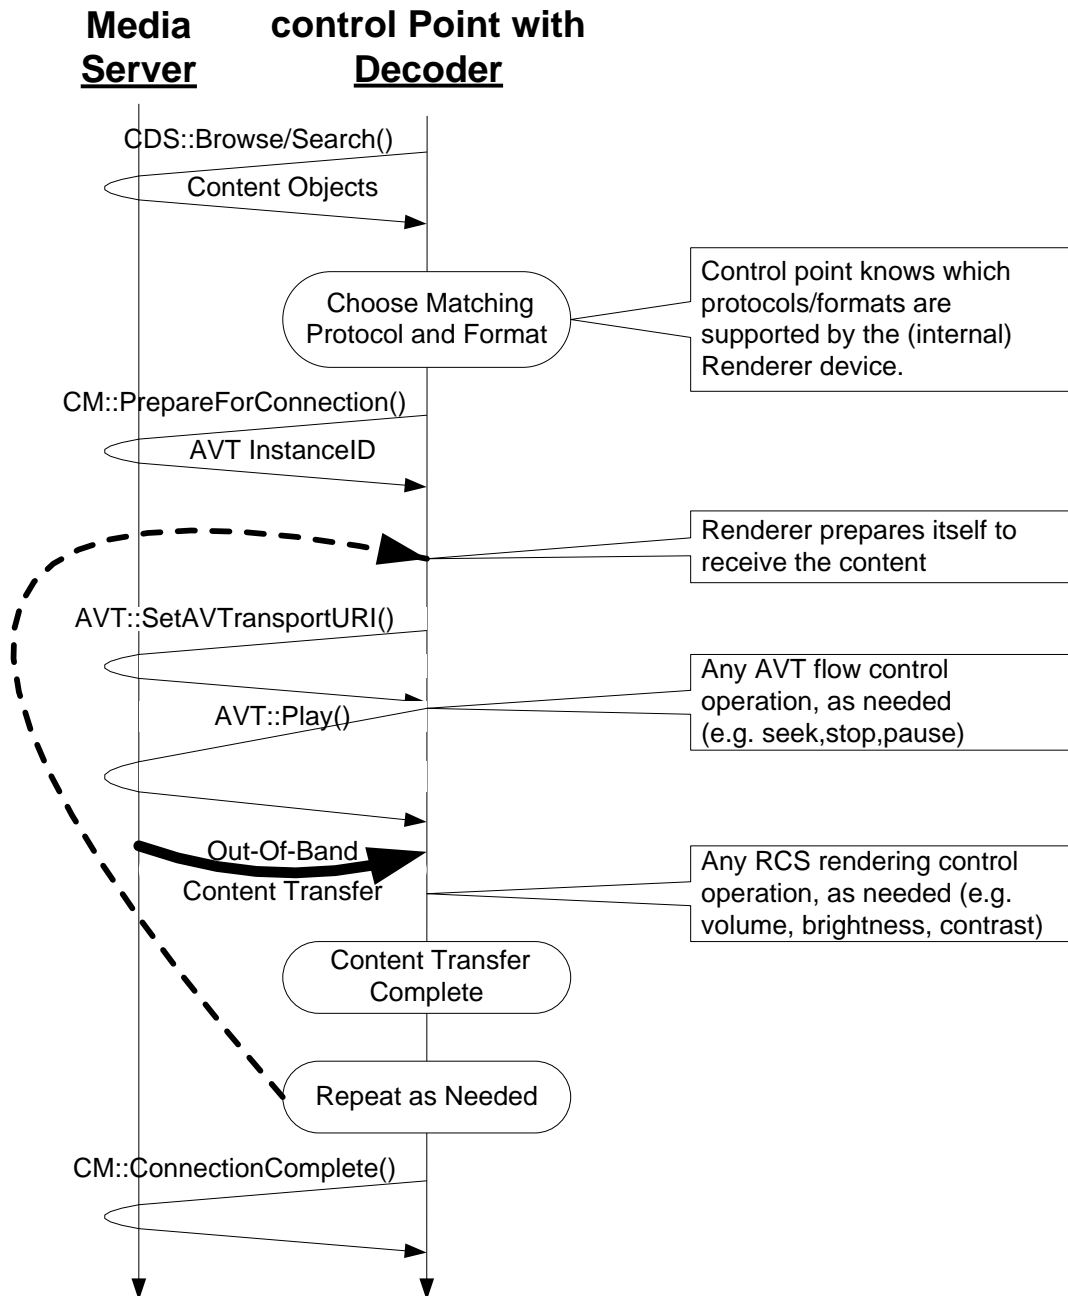 Media
Server
control Point with
Decoder
CDS::Browse/Search()
Content Objects
Choose Matching
Protocol and Format
Control point knows which
protocols/formats are
supported by the (internal)
Renderer device.
CM::PrepareForConnection()
AVT InstanceID
Renderer prepares itself to
receive the content
AVT::SetAVTransportURI()
Any AVT flow control
operation, as needed
(e.g. seek,stop,pause)
AVT::Play()
Out-Of-Band
Content Transfer
Any RCS rendering control
operation, as needed (e.g.
volume, brightness, contrast)
Content Transfer
Complete
Repeat as Needed
CM::ConnectionComplete()